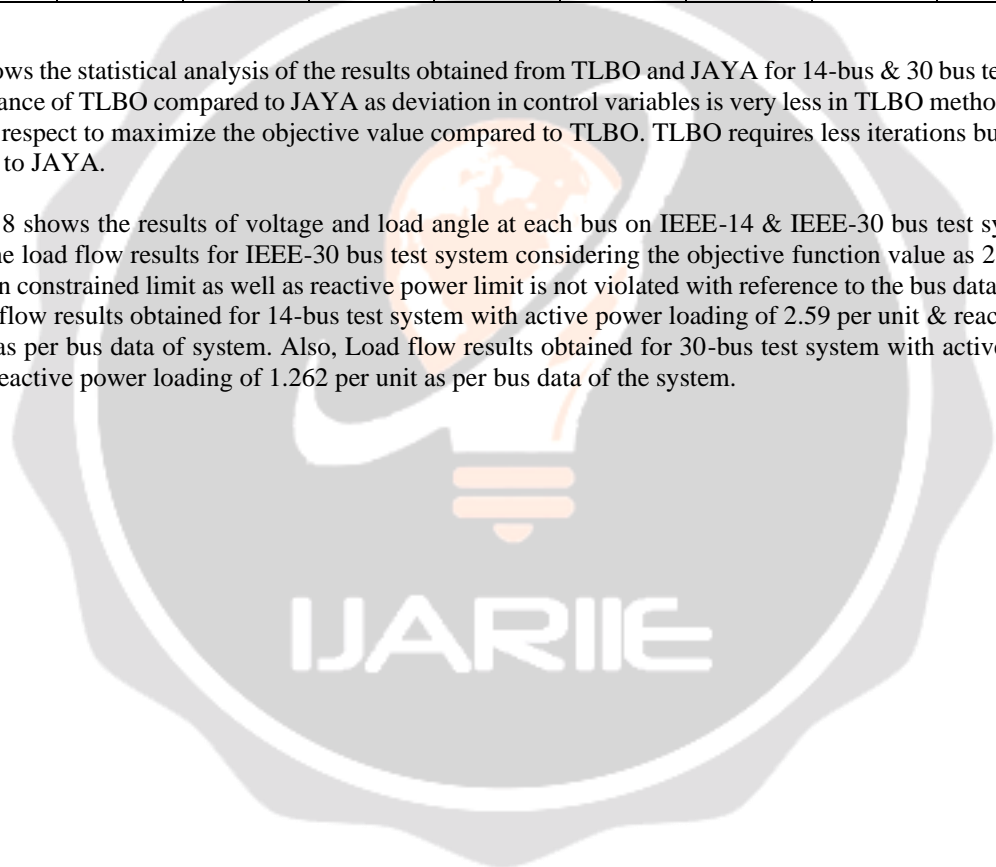 ows the statistical analysis of the results obtained from TLBO and JAYA for 14-bus & 30 bus te
ance of TLBO compared to JAYA as deviation in control variables is very less in TLBO metho
respect to maximize the objective value compared to TLBO. TLBO requires less iterations bu
to JAYA.
8 shows the results of voltage and load angle at each bus on IEEE-14 & IEEE-30 bus test sy
ne load flow results for IEEE-30 bus test system considering the objective function value as 2
n constrained limit as well as reactive power limit is not violated with reference to the bus data
flow results obtained for 14-bus test system with active power loading of 2.59 per unit & reac
as per bus data of system. Also, Load flow results obtained for 30-bus test system with active
eactive power loading of 1.262 per unit as per bus data of the system.
IJARIIE